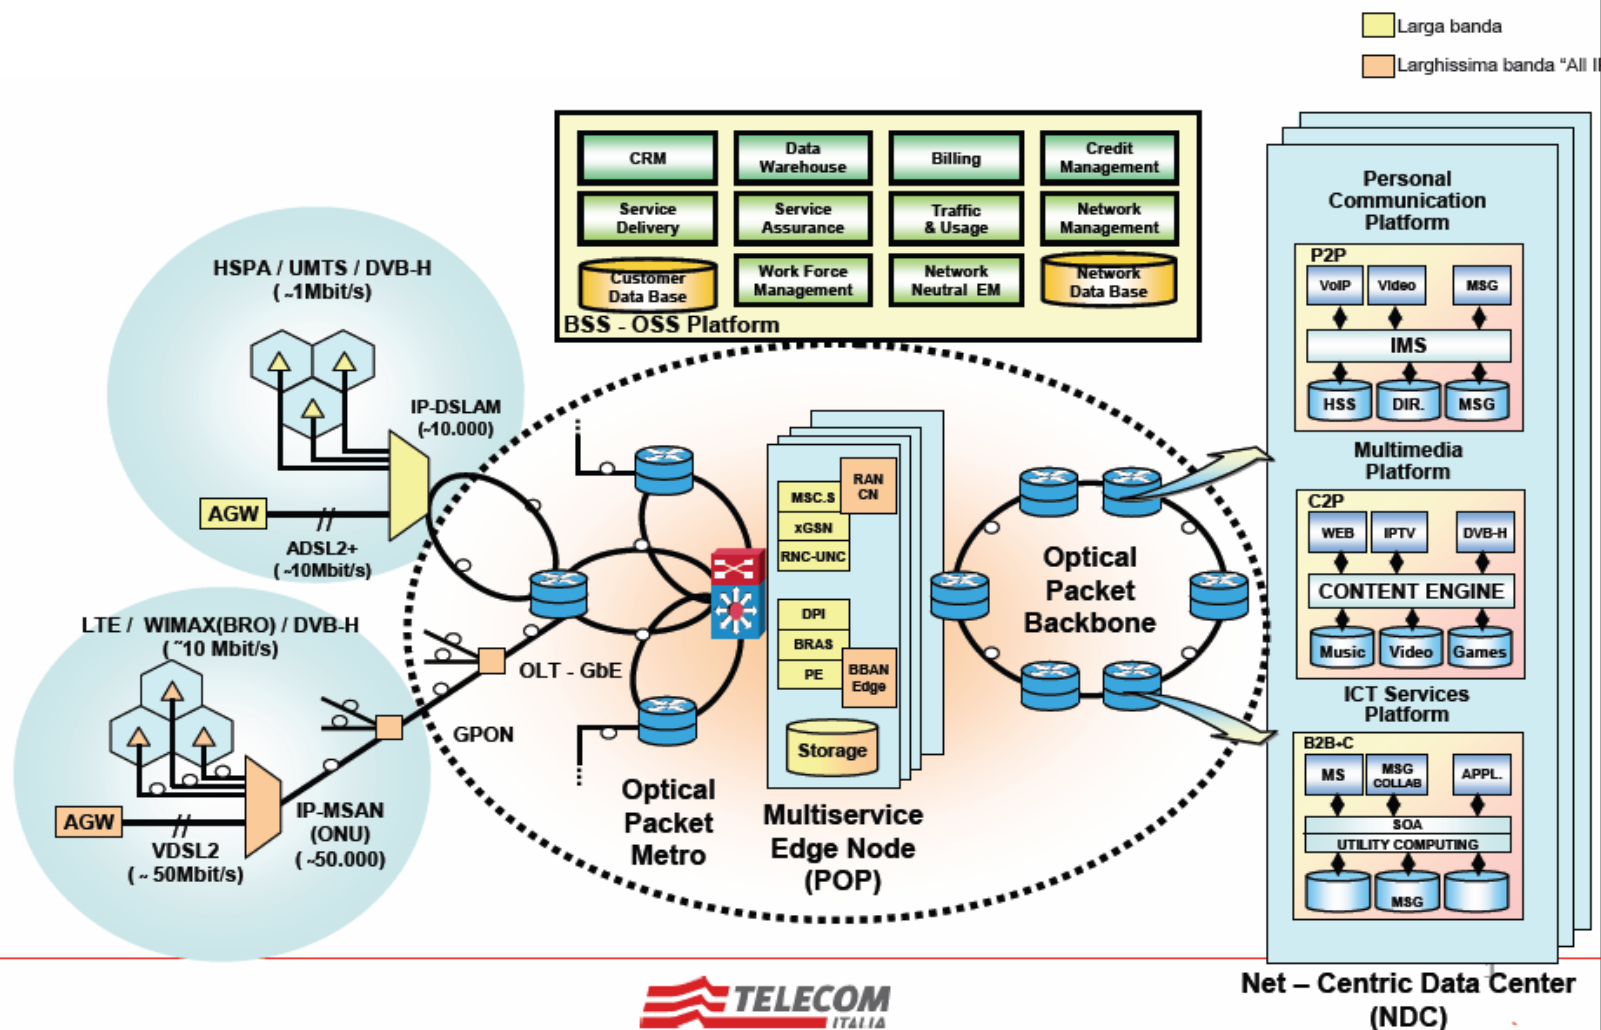 Larga banda
Larghissima banda “All I
CRM
Data
Warehouse
Billing
Credit
Management
Service
Delivery
Service
Assurance
Traffic
& Usage
Network
Management
Customer
Data Base
Work Force
Management
Network
Neutral EM
Network
Data Base
BSS - OSS Platform
HSPA / UMTS / DVB-H
( ~1Mbit/s)
IP-DSLAM
(~10.000)
AGW
ADSL2+
( ~10Mbit/s)
LTE / WIMAX(BRO) / DVB-H
(~10 Mbit/s)
AGW
VDSL2
( ~ 50Mbit/s)
IP-MSAN
(ONU)
( ~50.000)
GPON
OLT - GbE
Optical
Packet
Metro
MSC.S
RAN
CN
xGSN
RNC-UNC
DPI
BRAS
PE
BBAN
Edge
Storage
Multiservice
Edge Node
(POP)
Optical
Packet
Backbone
Personal
Communication
Platform
P2P
VoIP
Video
MSG
IMS
HSS
DIR.
MSG
Multimedia
Platform
C2P
WEB
IPTV
DVB-H
CONTENT ENGINE
Music
Video
Games
ICT Services
Platform
B2B+C
MS
MSG
COLLAB
APPL.
SOA
UTILITY COMPUTING
MSG
Net – Centric Data Center
(NDC)
TELECOM
ITALIA